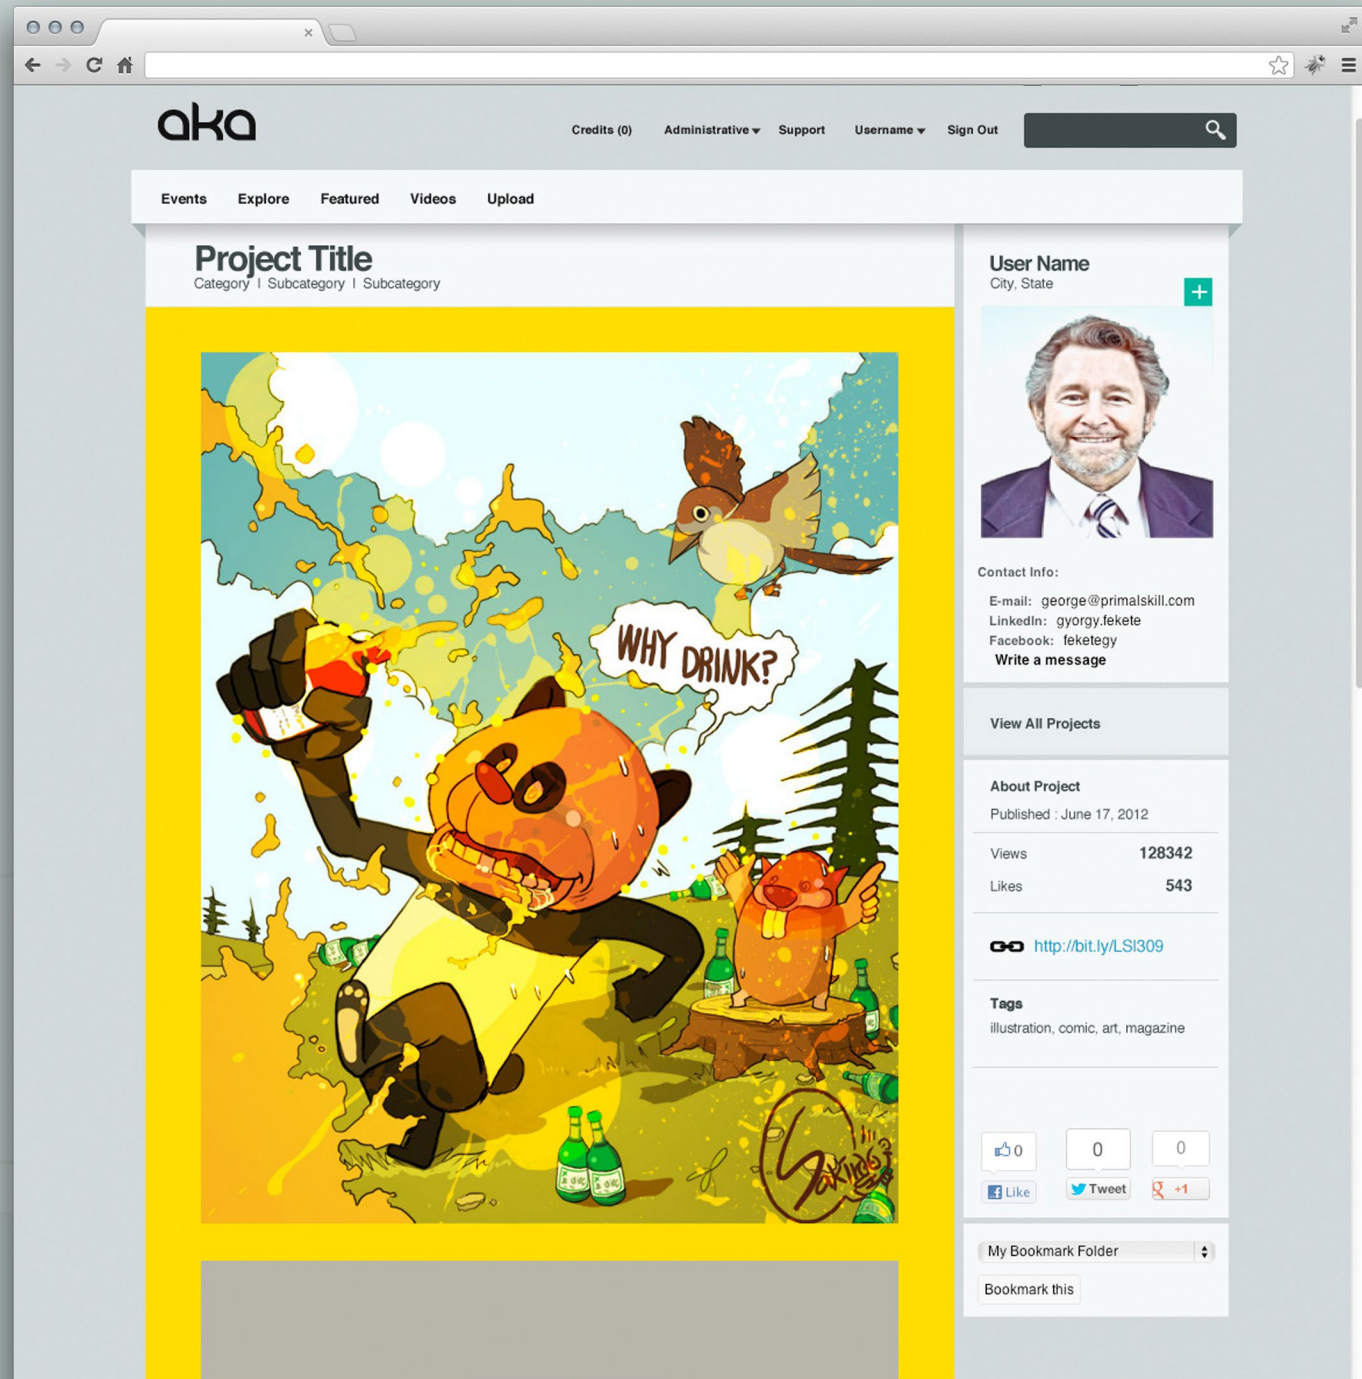 aka
Credits (0) Administrative Support Username Sign Out
Events Explore Featured Videos Upload
Project Title
Category | Subcategory | Subcategory
User Name
City, State
+
WHY DRINK?
Contact Info:
E-mail: george@primalskill.com
LinkedIn: gyorgy.fekete
Facebook: feketegy
Write a message
View All Projects
About Project
Published : June 17, 2012
Views 128342
Likes 543
http://bit.ly/LSI309
Tags
illustration, comic, art, magazine
0 0 0
Like Tweet +1
My Bookmark Folder
Bookmark this